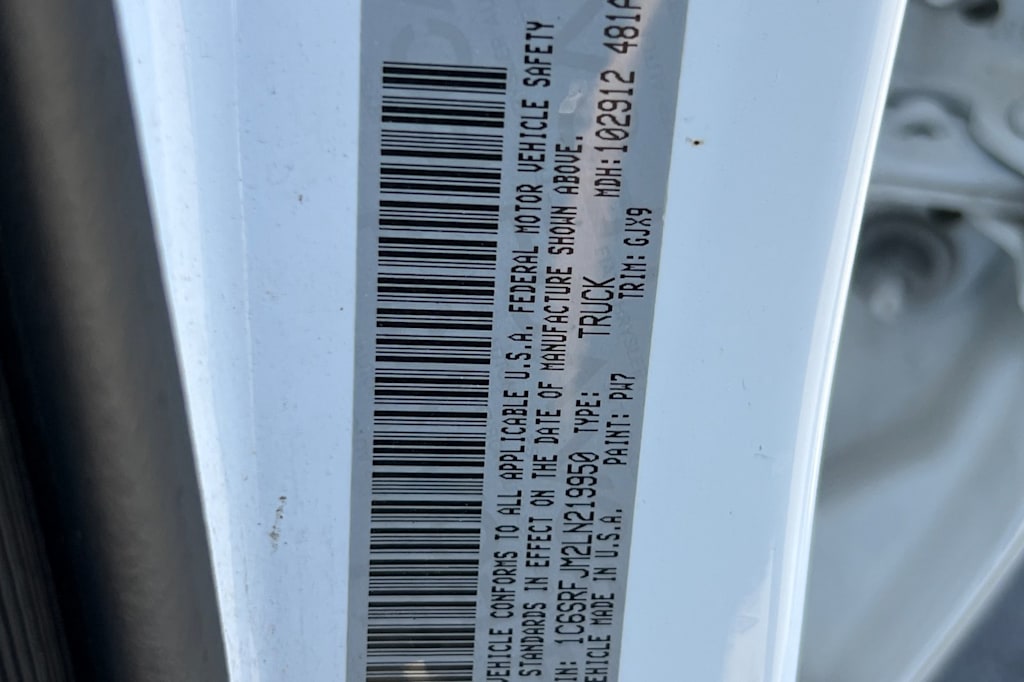 VEHICLE CONFORMS TO ALL APPLICABLE U.S.A. FEDERAL MOTOR VEHICLE SAFETY
STANDARDS IN EFFECT ON THE DATE OF MANUFACTURE SHOWN ABOVE.
IN: 1C6SRFJM2LN219950 TYPE: TRUCK MDH:102912 481A
EHICLE MADE IN U.S.A. PAINT: PW7 TRIM: GJX9